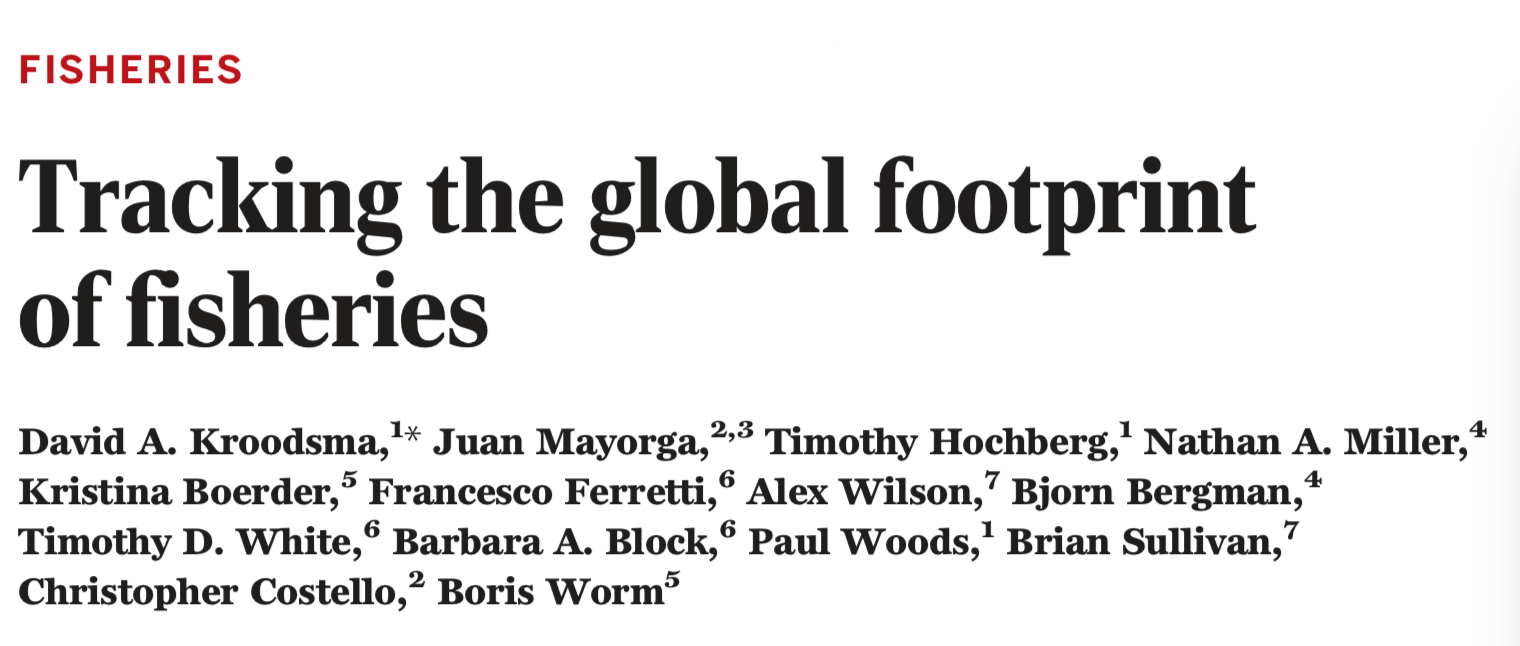 FISHERIES
Tracking the global footprint
of fisheries
David A. Kroodsma,¹* Juan Mayorga,²,³ Timothy Hochberg,¹ Nathan A. Miller,⁴
Kristina Boerder,⁵ Francesco Ferretti,⁶ Alex Wilson,⁷ Bjorn Bergman,⁴
Timothy D. White,⁶ Barbara A. Block,⁶ Paul Woods,¹ Brian Sullivan,⁷
Christopher Costello,² Boris Worm⁵